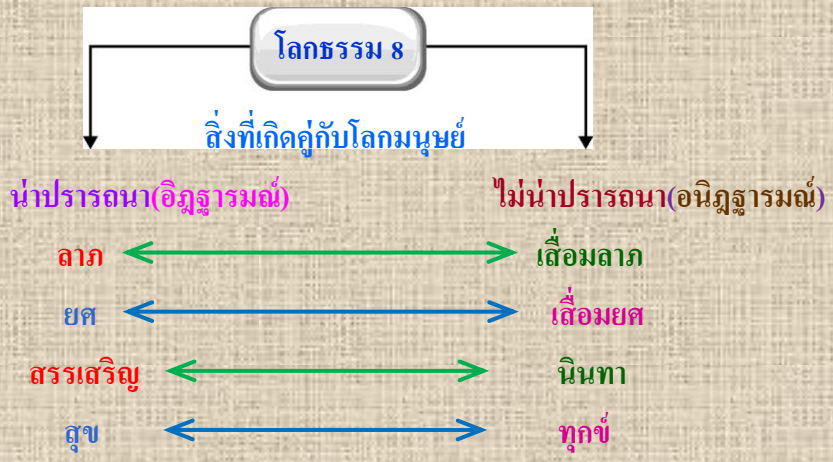 โลกธรรม 8
สิ่งที่เกิดคู่กับโลกมนุษย์
น่าปรารถนา(อิฏฐารมณ์) ไม่น่าปรารถนา(อนิฏฐารมณ์)
ลาภ เสื่อมลาภ
ยศ เสื่อมยศ
สรรเสริญ นินทา
สุข ทุกข์